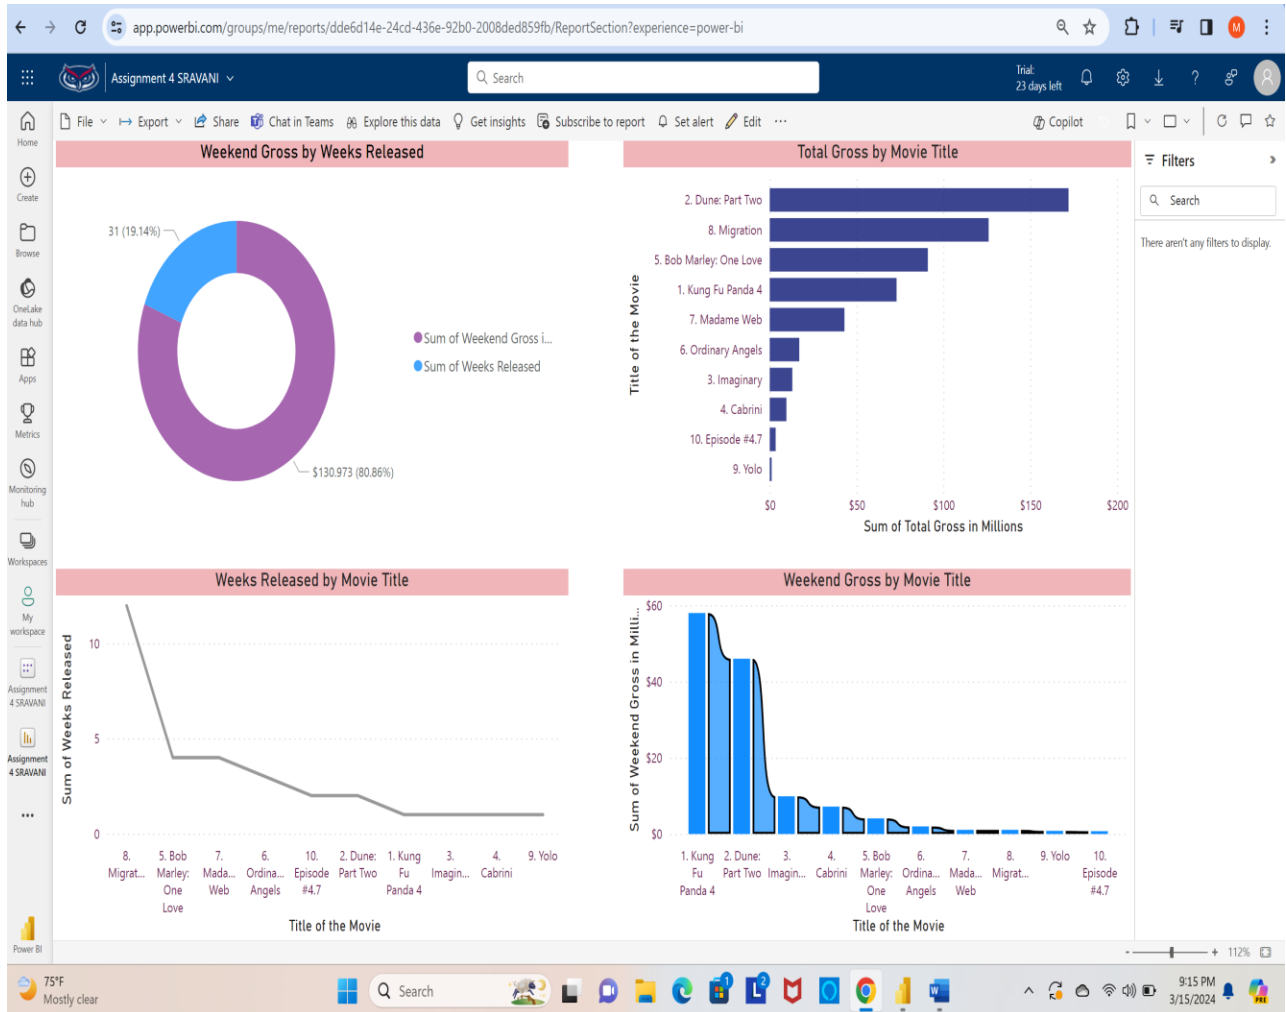 app.powerbi.com/groups/me/reports/dde6d14e-24cd-436e-92b0-2008ded859fb/ReportSection?experience=power-bi
M
Assignment 4 SRAVANI
Search
Trial:
23 days left
File
Export
Share
Chat in Teams
Explore this data
Get insights
Subscribe to report
Set alert
Edit
...
Copilot
Home
Create
Browse
OneLake
data hub
Apps
Metrics
Monitoring
hub
Workspaces
My
workspace
Assignment
4 SRAVANI
Assignment
4 SRAVANI
Power BI
Weekend Gross by Weeks Released
31 (19.14%)
$130.973 (80.86%)
Sum of Weekend Gross i...
Sum of Weeks Released
Total Gross by Movie Title
Title of the Movie
2. Dune: Part Two
8. Migration
5. Bob Marley: One Love
1. Kung Fu Panda 4
7. Madame Web
6. Ordinary Angels
3. Imaginary
4. Cabrini
10. Episode #4.7
9. Yolo
$0 $50 $100 $150 $200
Sum of Total Gross in Millions
Filters
Search
There aren't any filters to display.
Weeks Released by Movie Title
Sum of Weeks Released
10
5
0
8. 5. Bob 7. 6. 10. 2. Dune: 1. Kung 3. 4. 9. Yolo
Migrat... Marley: Mada... Ordina... Episode Part Two Fu Imagin... Cabrini
One Web Angels #4.7 Panda 4
Love
Title of the Movie
Weekend Gross by Movie Title
Sum of Weekend Gross in Milli...
$60
$40
$20
$0
1. Kung 2. Dune: 3. 4. 5. Bob 6. 7. 8. 9. Yolo 10.
Fu Part Two Imagin... Cabrini Marley: Ordina... Mada... Migrat... Episode
Panda 4 One Angels Web #4.7
Love
Title of the Movie
- + 112%
75°F
Mostly clear
Search
1
2
PRE
9:15 PM
3/15/2024